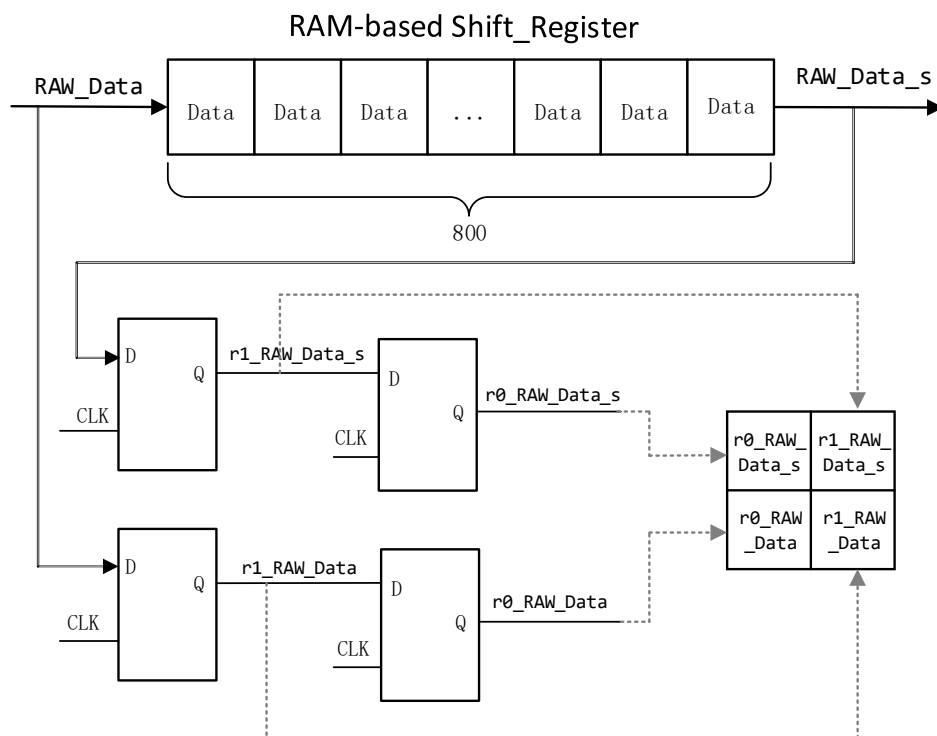 RAM-based Shift_Register
RAW_Data
RAW_Data_s
Data
Data
Data
...
Data
Data
Data
800
D
Q
CLK
r1_RAW_Data_s
D
Q
CLK
r0_RAW_Data_s
r0_RAW_
Data_s
r1_RAW_
Data_s
r0_RAW
_Data
r1_RAW
_Data
D
Q
CLK
r1_RAW_Data
D
Q
CLK
r0_RAW_Data